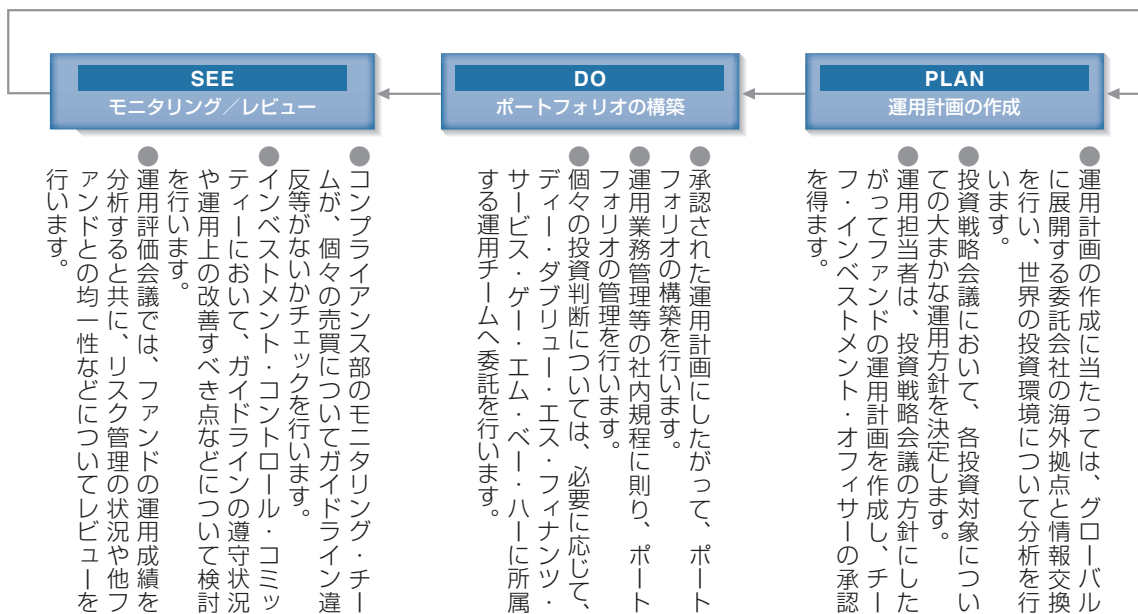 PLAN
運用計画の作成
●運用計画の作成に当たっては、グローバル
に展開する委託会社の海外拠点と情報交換
を行い、世界の投資環境について分析を行
います。
●投資戦略会議において、各投資対象につい
ての大まかな運用方針を決定します。
●運用担当者は、投資戦略会議の方針にした
がってファンドの運用計画を作成し、チー
フ・インベストメント・オフィサーの承認
を得ます。
DO
ポートフォリオの構築
●承認された運用計画にしたがって、ポート
フォリオの構築を行います。
●運用業務管理等の社内規程に則り、ポート
フォリオの管理を行います。
●個々の投資判断については、必要に応じて、
ディー・ダブリュー・エス・フィナンツ・
サービス・ゲー・エム・ベー・ハーに所属
する運用チームへ委託を行います。
SEE
モニタリング／レビュー
●コンプライアンス部のモニタリング・チー
ムが、個々の売買についてガイドライン違
反等がないかチェックを行います。
●インベストメント・コントロール・コミッ
ティーにおいて、ガイドラインの遵守状況
や運用上の改善すべき点などについて検討
を行います。
●運用評価会議では、ファンドの運用成績を
分析すると共に、リスク管理の状況や他フ
ァンドとの均一性などについてレビューを
行います。